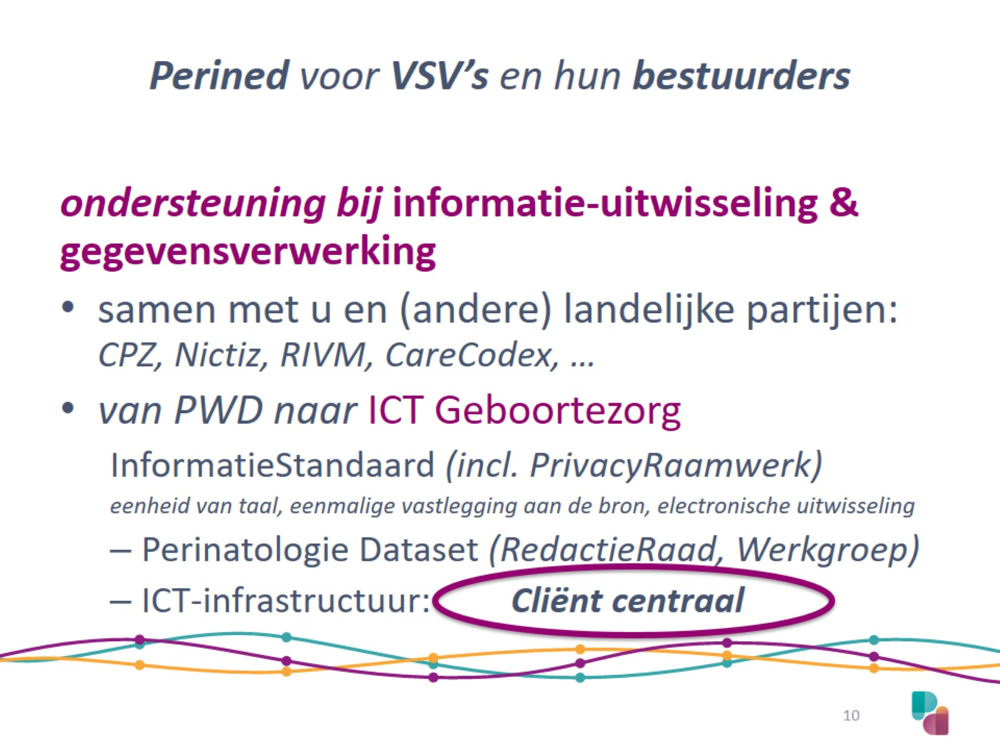 Perined voor VSV's en hun bestuurders
ondersteuning bij informatie-uitwisseling &
gegevensverwerking
• samen met u en (andere) landelijke partijen:
CPZ, Nictiz, RIVM, CareCodex, ...
• van PWD naar ICT Geboortezorg
InformatieStandaard (incl. PrivacyRaamwerk)
eenheid van taal, eenmalige vastlegging aan de bron, electronische uitwisseling
– Perinatologie Dataset (RedactieRaad, Werkgroep)
– ICT-infrastructuur: Cliënt centraal
10